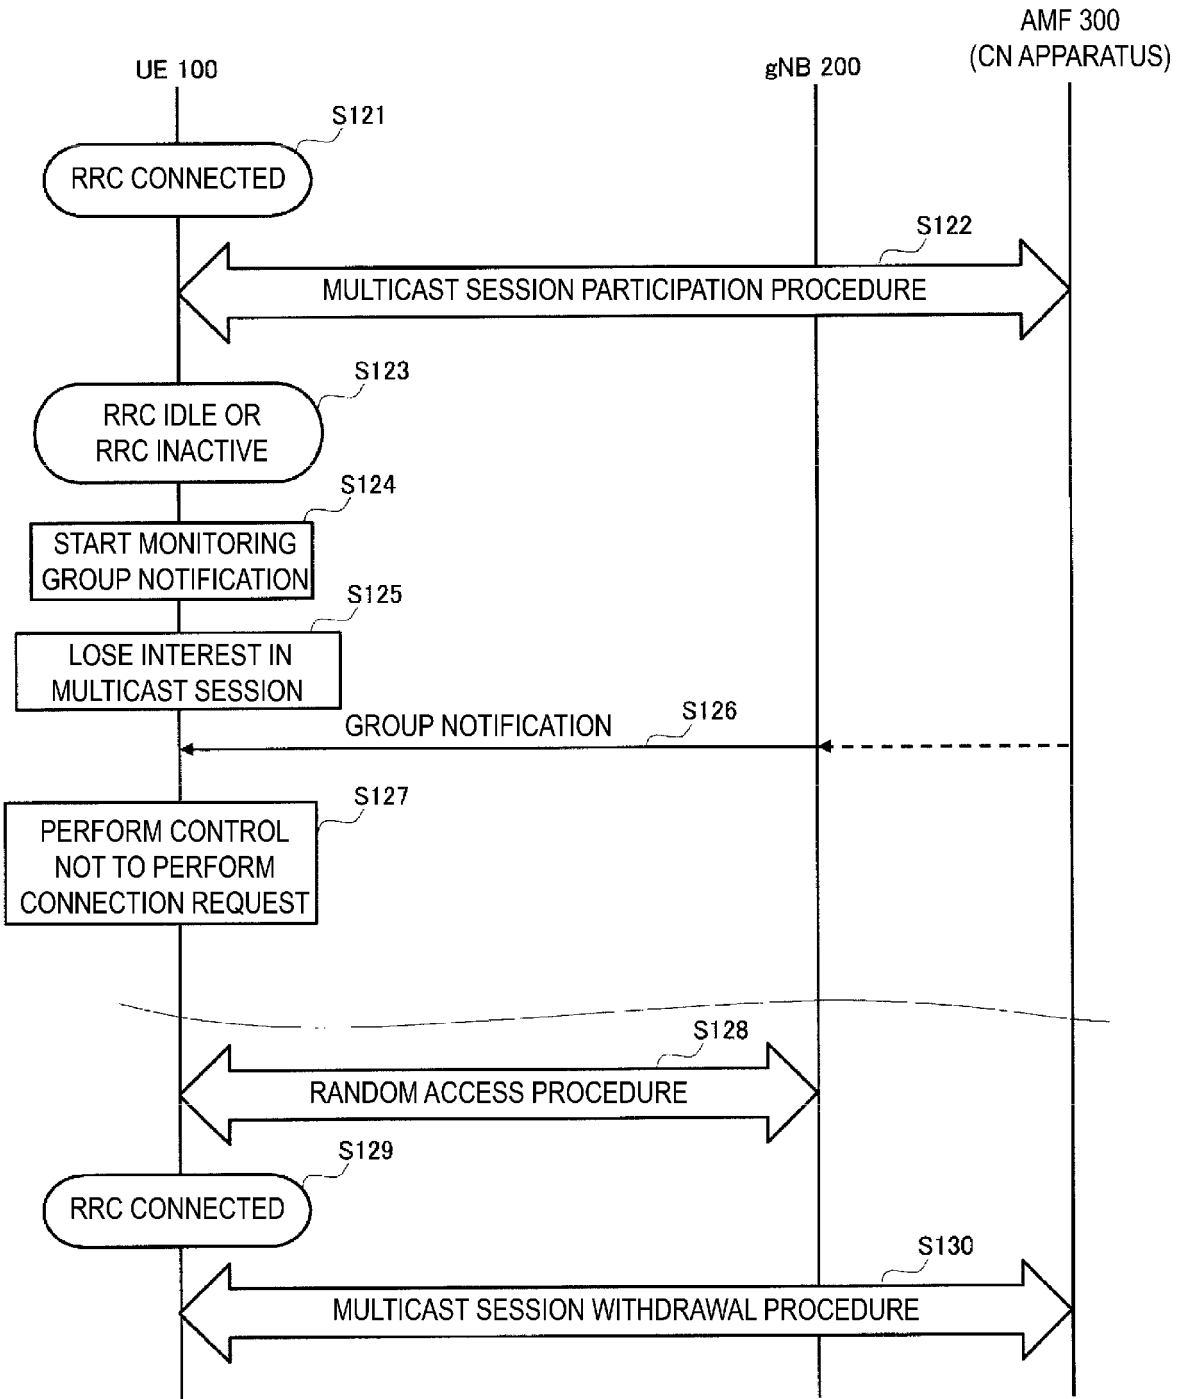 AMF 300
(CN APPARATUS)
UE 100
gNB 200
S121
RRC CONNECTED
S122
MULTICAST SESSION PARTICIPATION PROCEDURE
S123
RRC IDLE OR
RRC INACTIVE
S124
START MONITORING
GROUP NOTIFICATION
S125
LOSE INTEREST IN
MULTICAST SESSION
GROUP NOTIFICATION
S126
S127
PERFORM CONTROL
NOT TO PERFORM
CONNECTION REQUEST
S128
RANDOM ACCESS PROCEDURE
S129
RRC CONNECTED
S130
MULTICAST SESSION WITHDRAWAL PROCEDURE